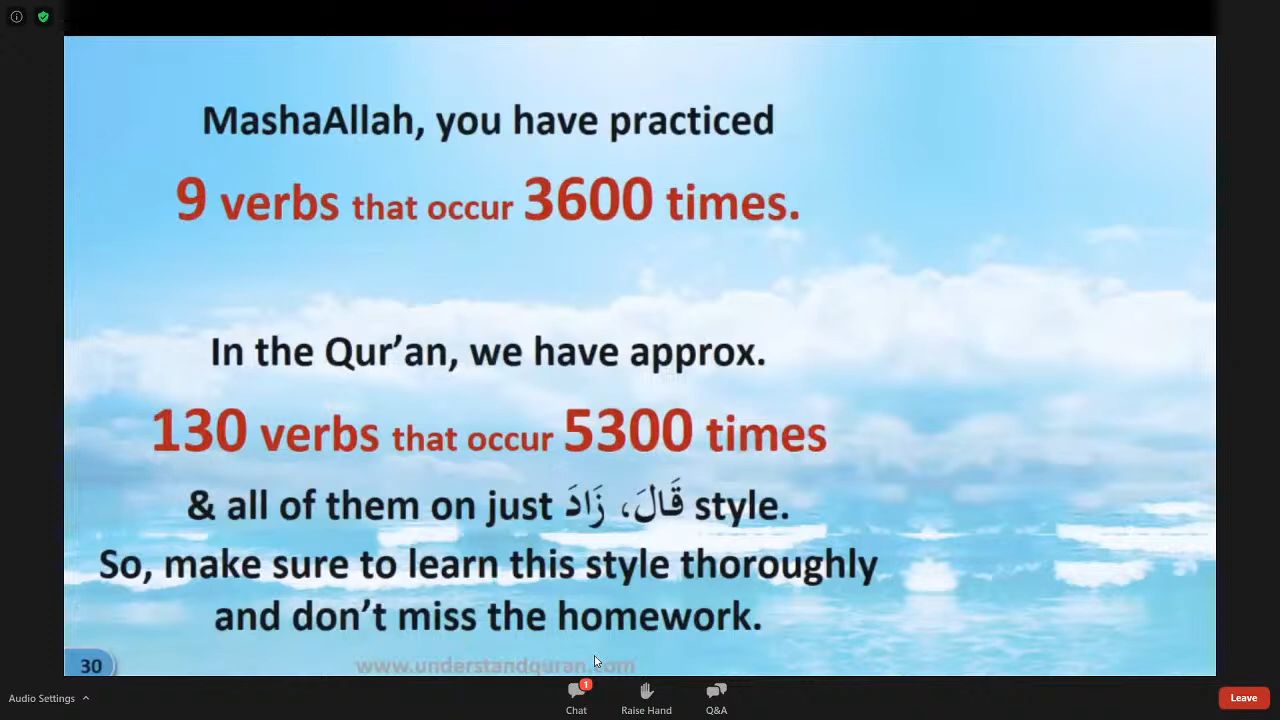 MashaAllah, you have practiced
9 verbs that occur 3600 times.
In the Qur’an, we have approx.
130 verbs that occur 5300 times
& all of them on just قَالَ، زَادَ style.
So, make sure to learn this style thoroughly
and don’t miss the homework.
30
www.understandquran.com
Audio Settings
1
Chat
Raise Hand
Q&A
Leave